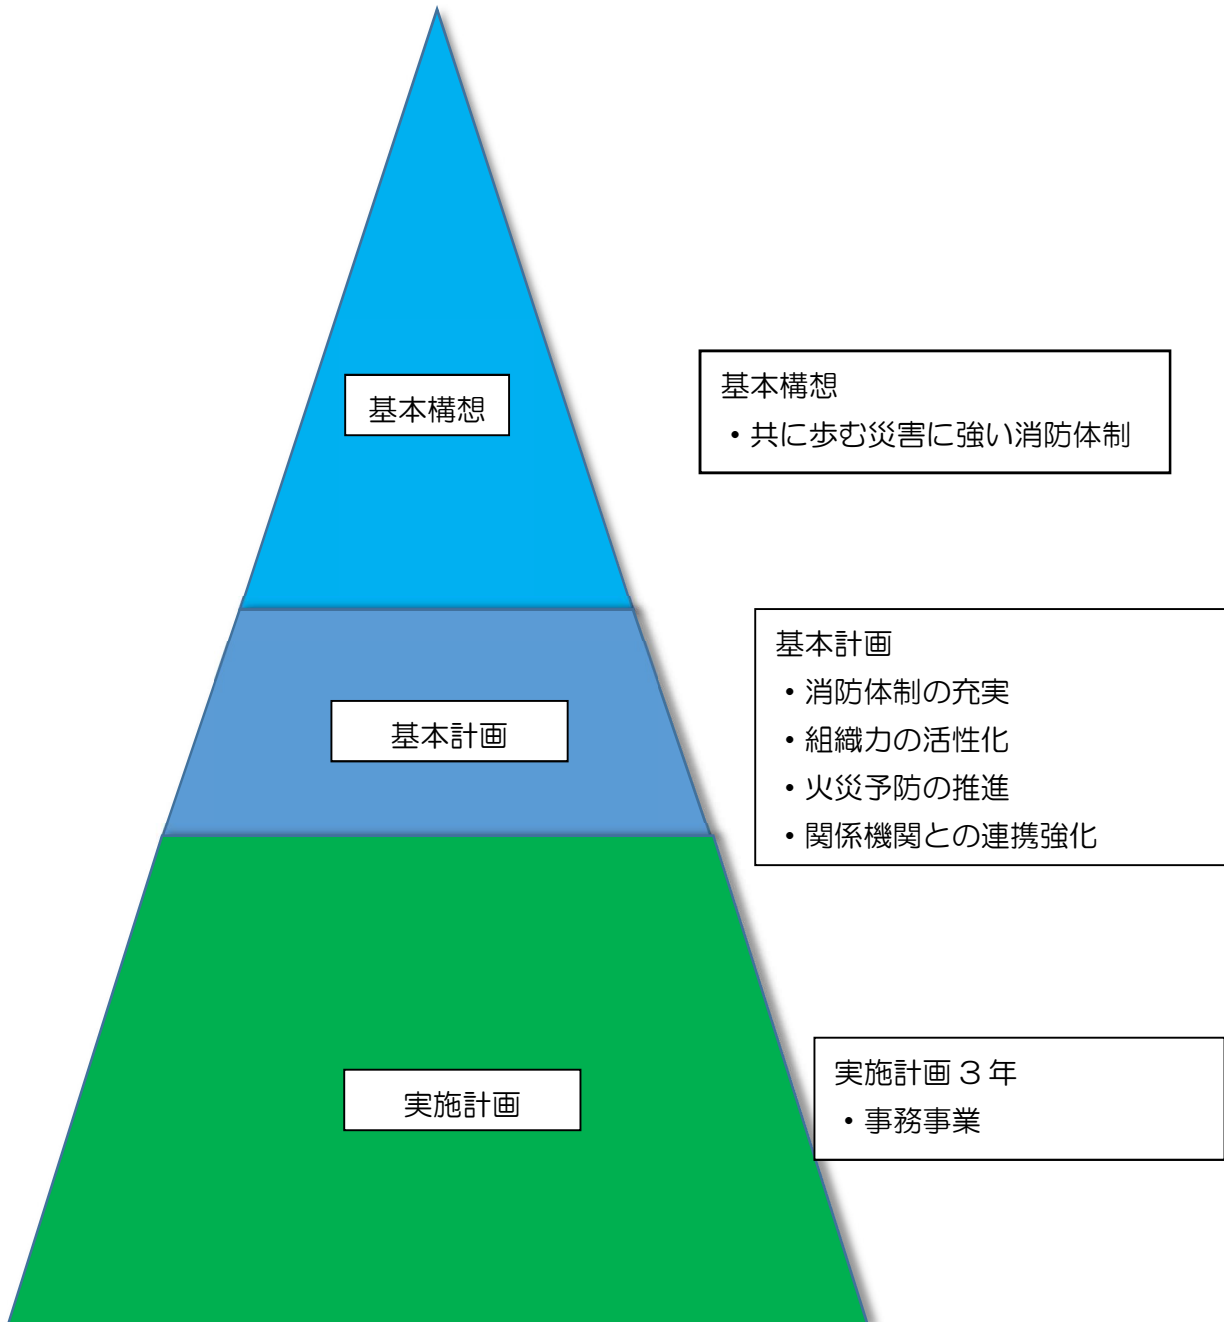 基本構想
基本構想
・共に歩む災害に強い消防体制
基本計画
基本計画
・消防体制の充実
・組織力の活性化
・火災予防の推進
・関係機関との連携強化
実施計画
実施計画３年
・事務事業